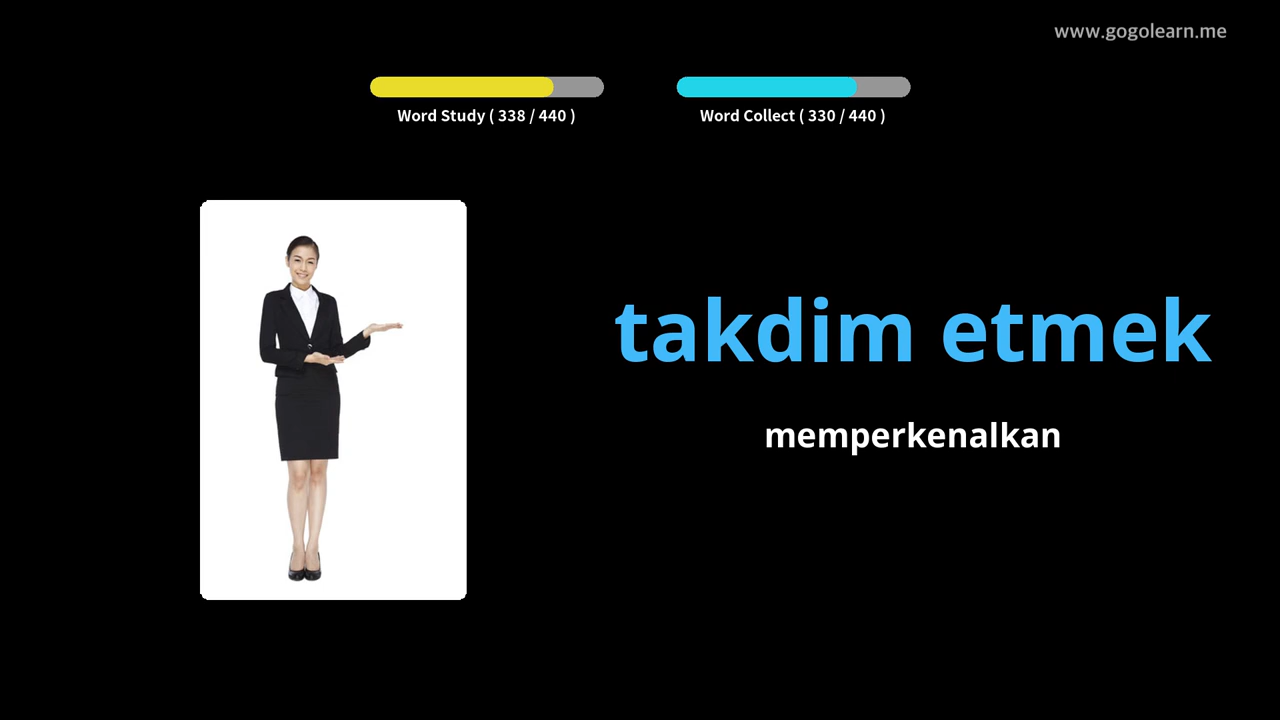 www.gogolearn.me
Word Study ( 338 / 440 )
Word Collect ( 330 / 440 )
takdim etmek
memperkenalkan